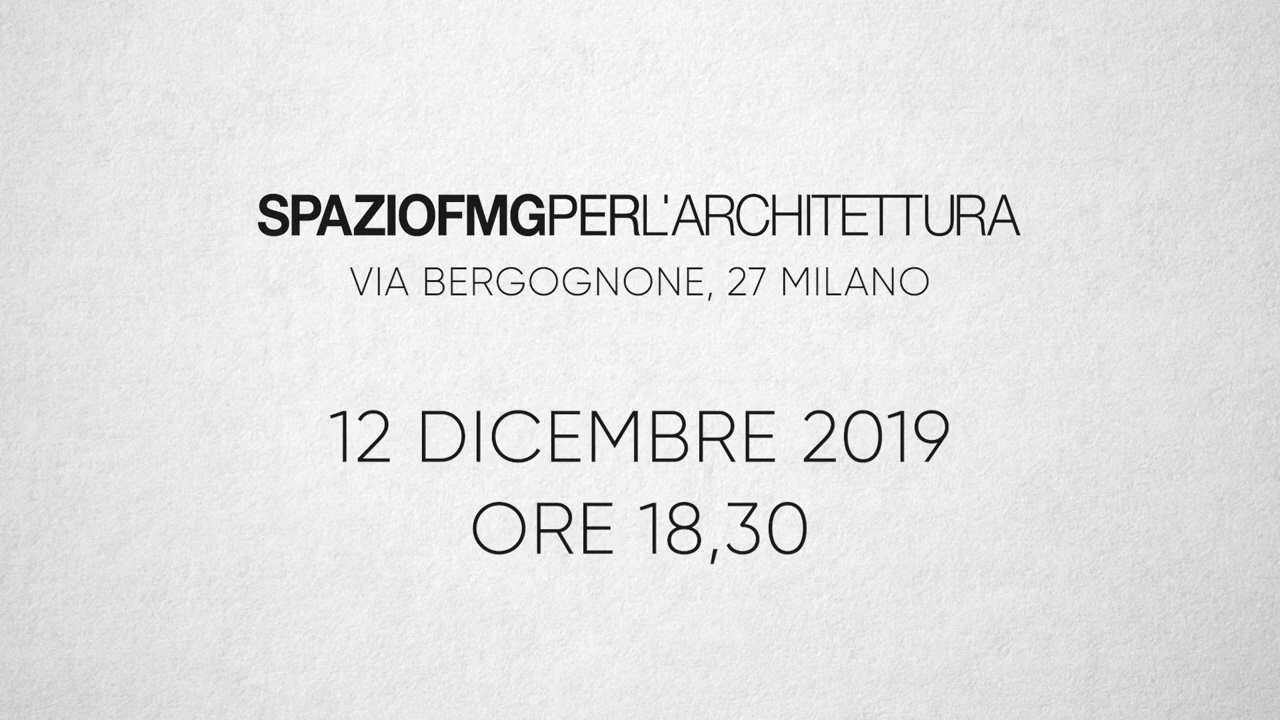 SPAZIOFMGPERL'ARCHITETTURA
VIA BERGOGNONE, 27 MILANO
12 DICEMBRE 2019
ORE 18,30